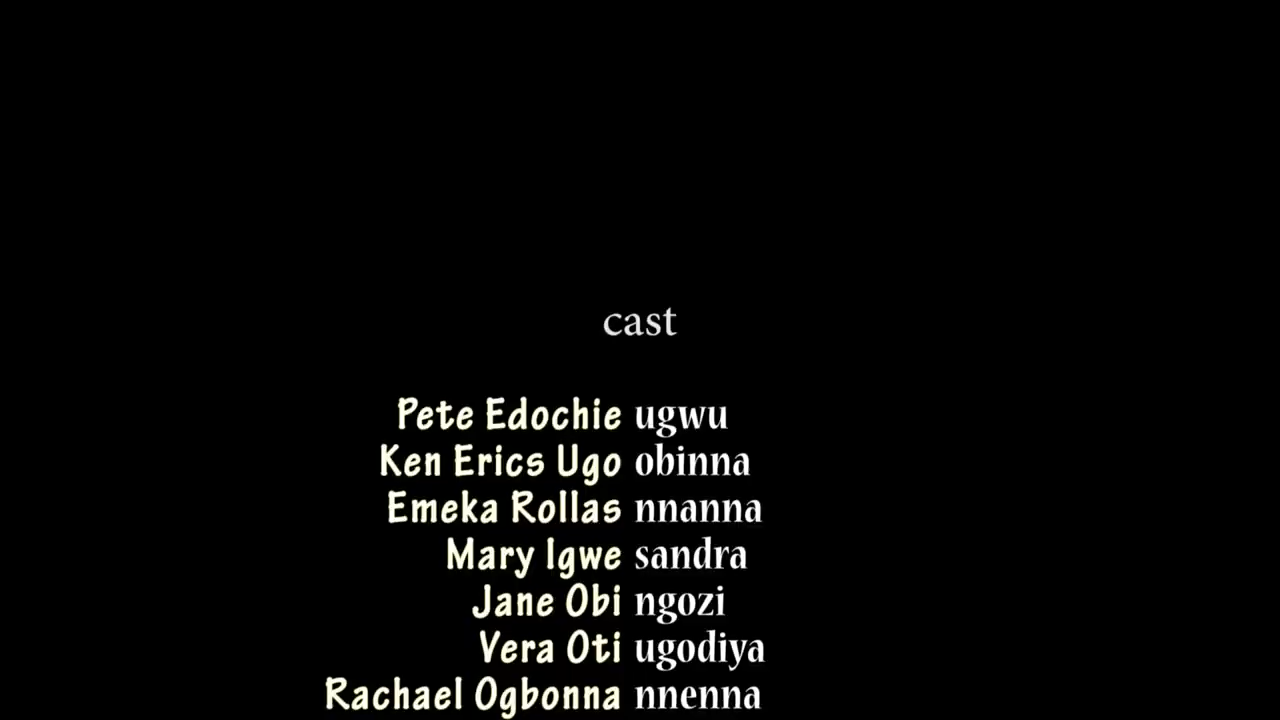 cast
Pete Edochie ugwu
Ken Erics Ugo obinna
Emeka Rollas nnanna
Mary Igwe sandra
Jane Obi ngozi
Vera Oti ugodiya
Rachael Ogbonna nnenna